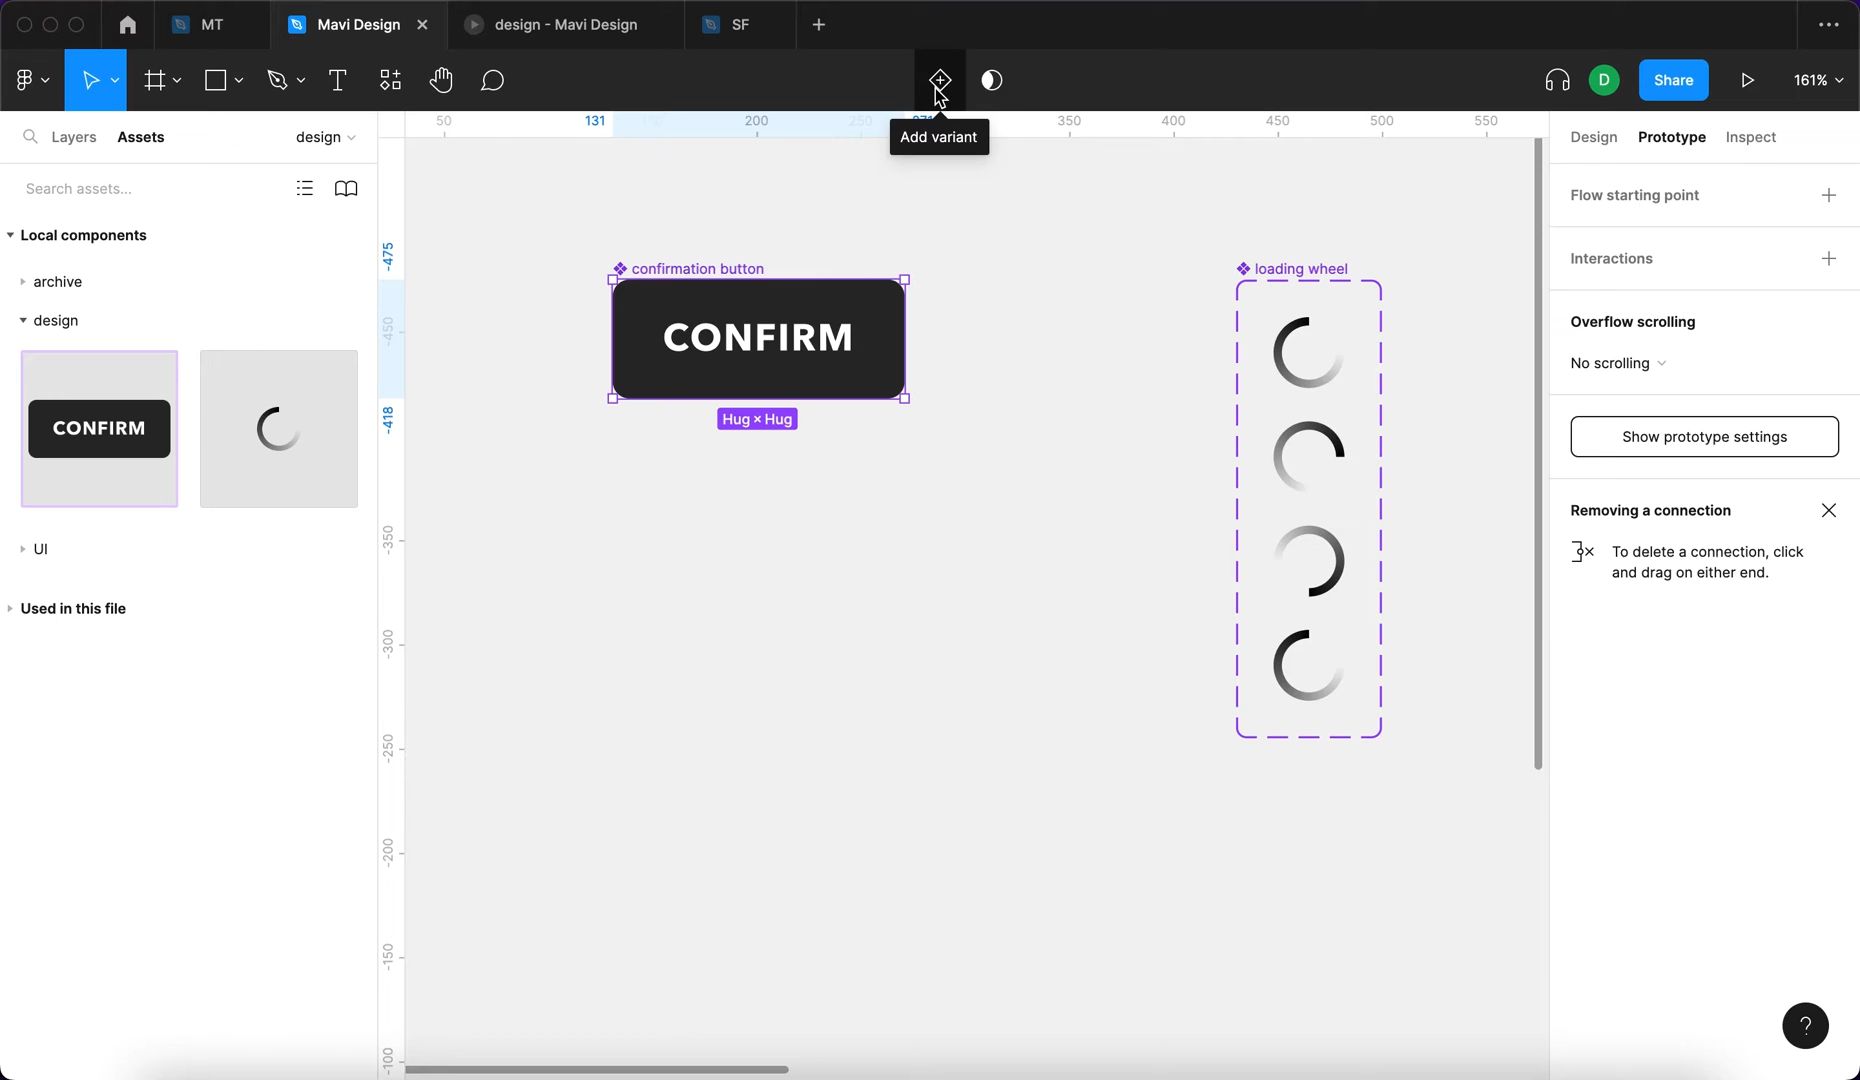 MT
Mavi Design
design - Mavi Design
SF
D
Share
161%
Add variant
Layers
Assets
design
Search assets...
Local components
archive
design
CONFIRM
UI
Used in this file
50
131
200
250
350
400
450
500
550
-475
-450
-418
-350
-300
-250
-200
-150
-100
confirmation button
CONFIRM
Hug × Hug
loading wheel
Design
Prototype
Inspect
Flow starting point
Interactions
Overflow scrolling
No scrolling
Show prototype settings
Removing a connection
To delete a connection, click
and drag on either end.
?